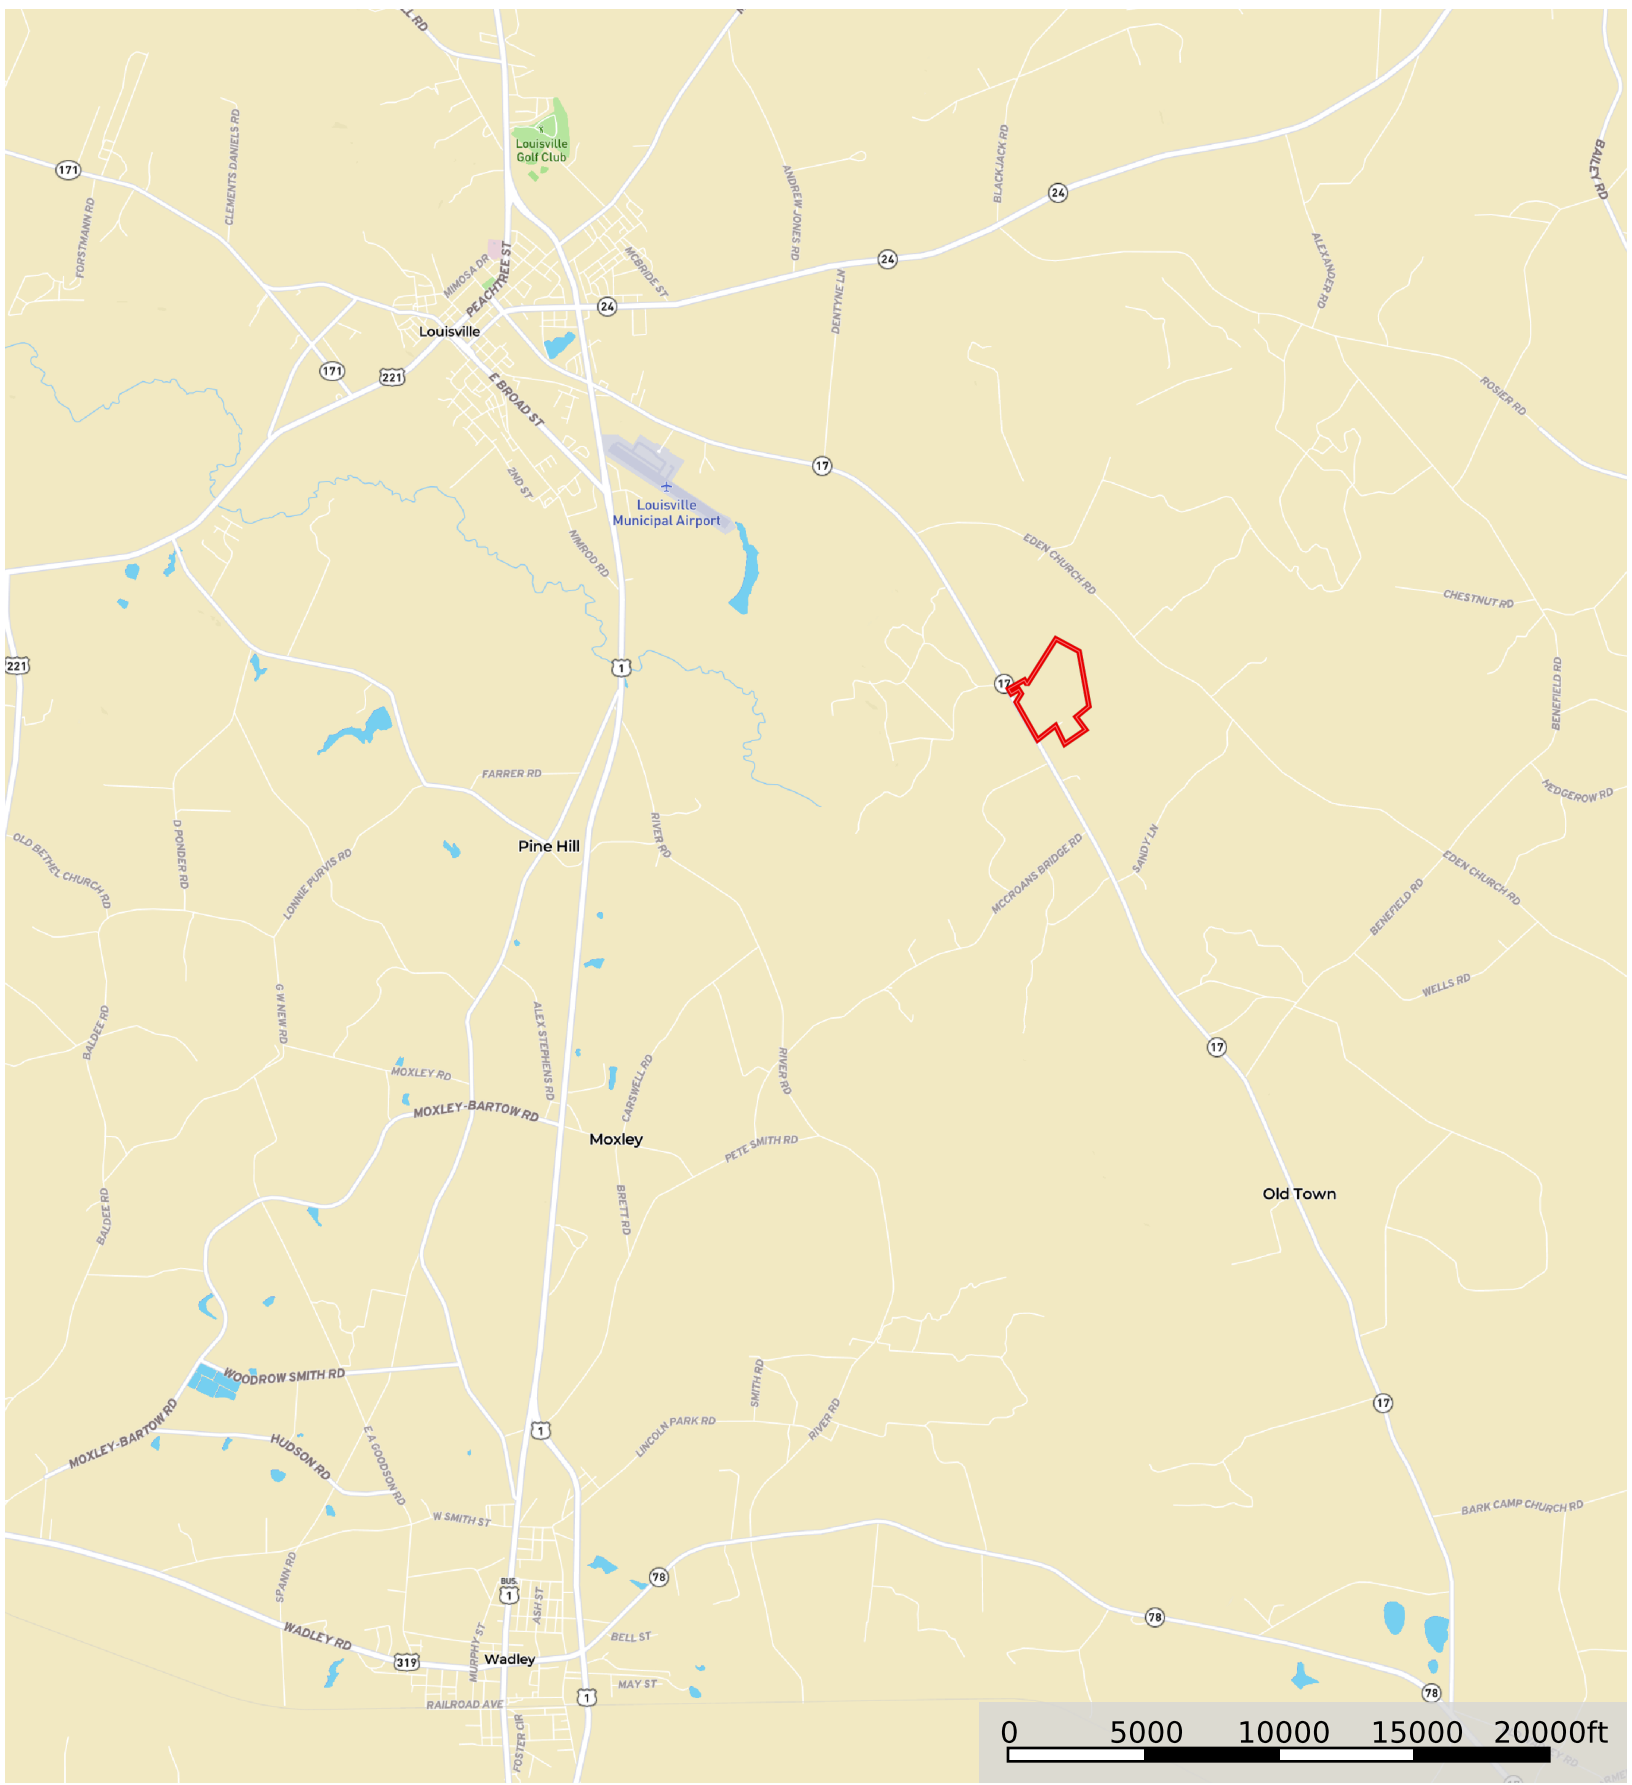 LL RD
171
CLEMENTS DANIELS RD
FORSTMANN RD
Louisville
Golf Club
MIMOSA DR
PEACHTREE ST
MCBRIDE ST
ANDREW JONES RD
BLACKJACK RD
24
24
24
BAILEY RD
ALEXANDER RD
DENTYNE LN
Louisville
171
221
E BROAD ST
2ND ST
NIMROD RD
Louisville
Municipal Airport
17
ROSIER RD
EDEN CHURCH RD
CHESTNUT RD
BENEFIELD RD
221
1
17
FARRER RD
Pine Hill
RIVER RD
HEDGEROW RD
D PONDER RD
OLD BETHEL CHURCH RD
LONNIE PURVIS RD
MCCROANS BRIDGE RD
SANDY LN
EDEN CHURCH RD
BENEFIELD RD
WELLS RD
BALDEE RD
G W NEW RD
ALEX STEPHENS RD
MOXLEY RD
MOXLEY-BARTOW RD
CARSWELL RD
RIVER RD
17
Moxley
PETE SMITH RD
BRETT RD
BALDEE RD
Old Town
WOODROW SMITH RD
MOXLEY-BARTOW RD
HUDSON RD
E A GOODSON RD
1
LINCOLN PARK RD
SMITH RD
RIVER RD
17
BARK CAMP CHURCH RD
W SMITH ST
SPANN RD
BUS.
1
ASH ST
78
78
WADLEY RD
319
MURPHY ST
Wadley
BELL ST
MAY ST
RAILROAD AVE
1
FOSTER CIR
78
0 5000 10000 15000 20000ft